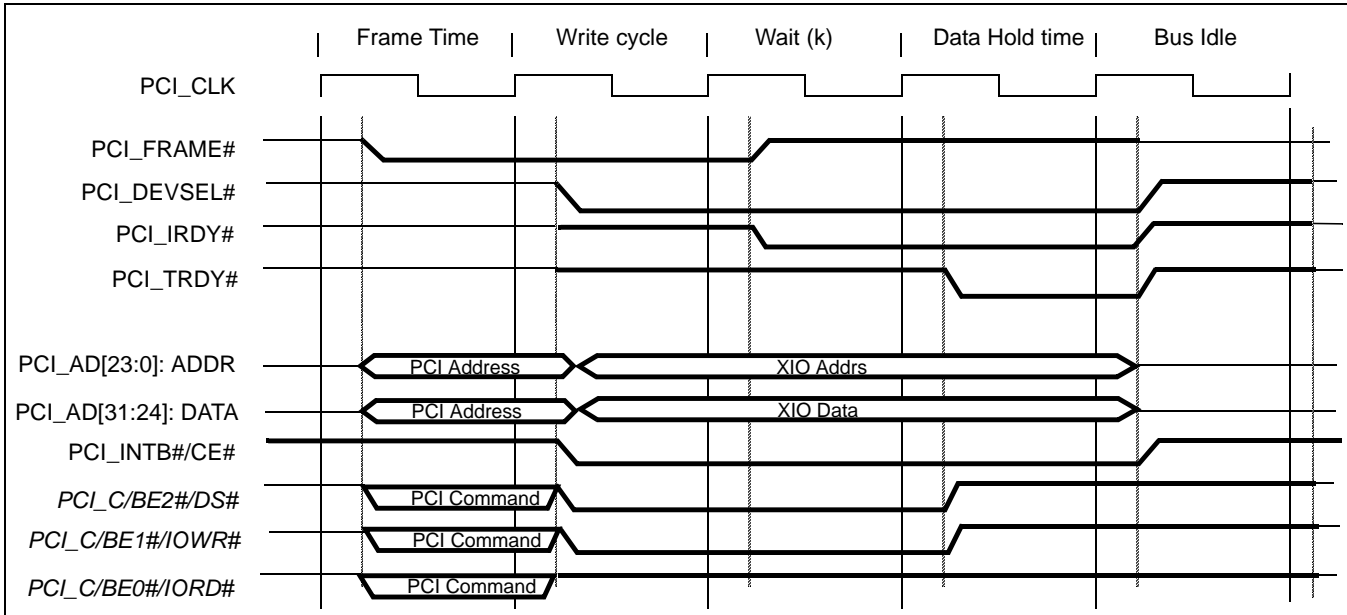 Frame Time Write cycle Wait (k) Data Hold time Bus Idle
PCI_CLK
PCI_FRAME#
PCI_DEVSEL#
PCI_IRDY#
PCI_TRDY#
PCI_AD[23:0]: ADDR PCI Address XIO Addrs
PCI_AD[31:24]: DATA PCI Address XIO Data
PCI_INTB#/CE#
PCI_C/BE2#/DS# PCI Command
PCI_C/BE1#/IOWR# PCI Command
PCI_C/BE0#/IORD# PCI Command